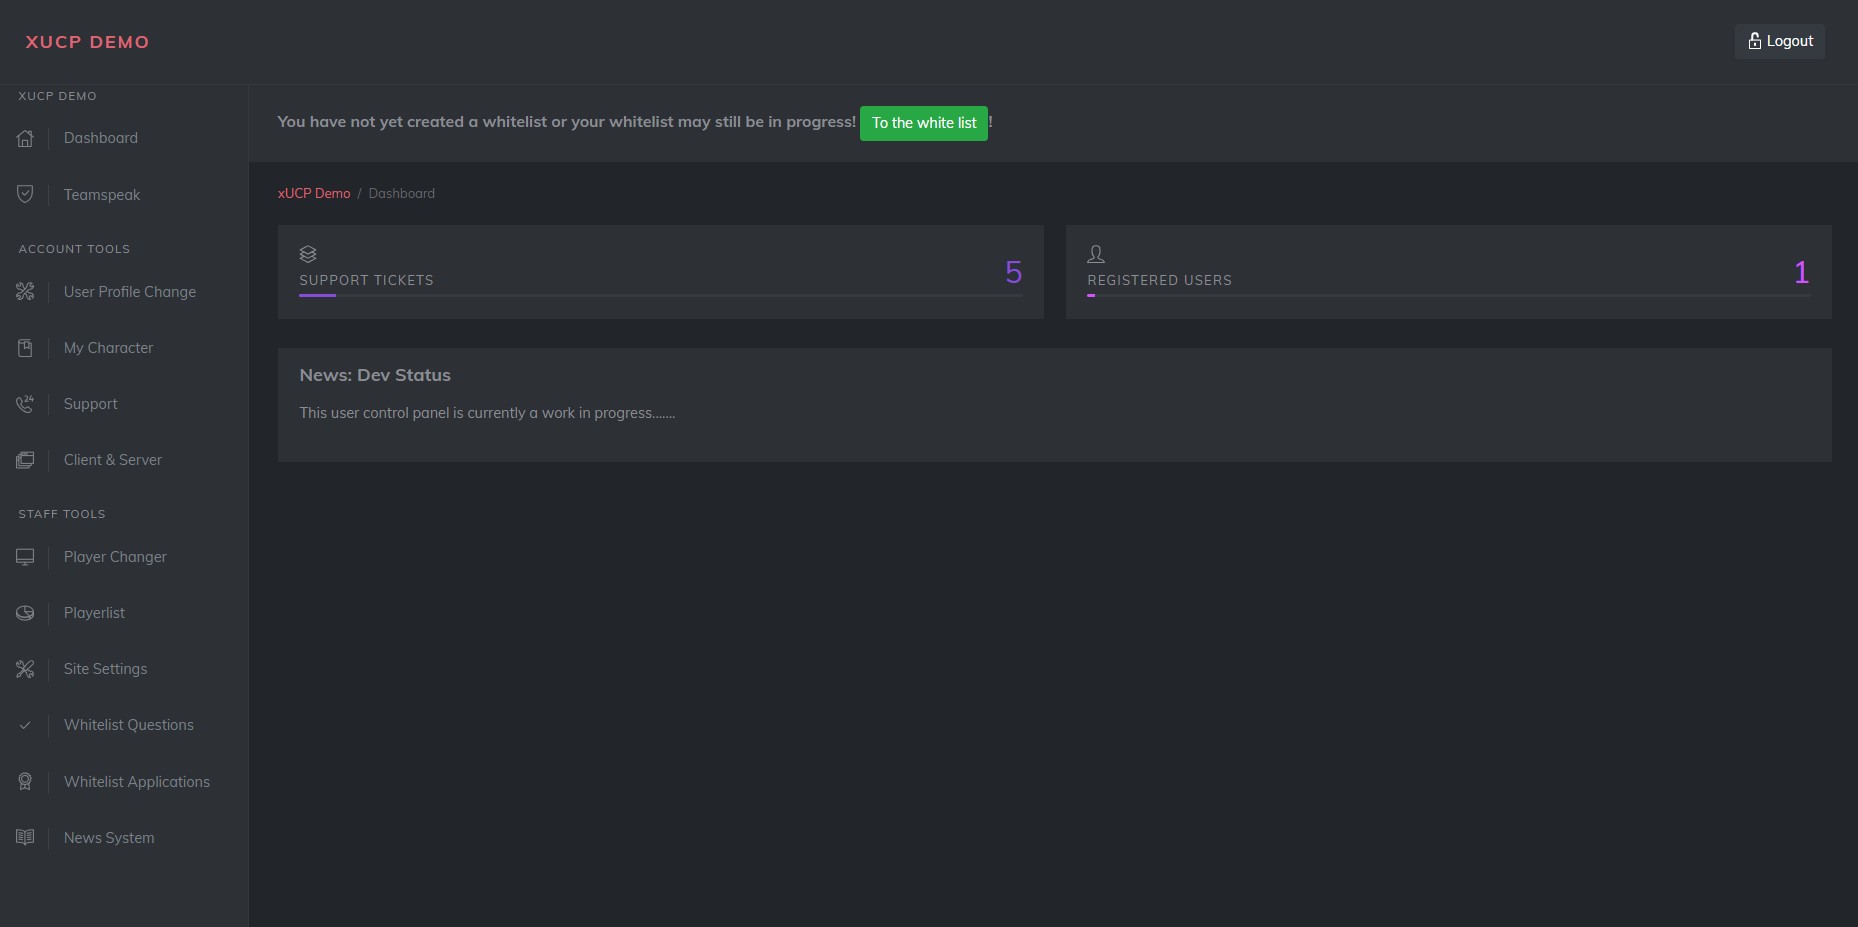 XUCP DEMO
Logout
XUCP DEMO
Dashboard
Teamspeak
ACCOUNT TOOLS
User Profile Change
My Character
24
Support
Client & Server
STAFF TOOLS
Player Changer
Playerlist
Site Settings
Whitelist Questions
Whitelist Applications
News System
You have not yet created a whitelist or your whitelist may still be in progress! To the white list !
xUCP Demo / Dashboard
SUPPORT TICKETS 5
REGISTERED USERS 1
News: Dev Status
This user control panel is currently a work in progress.......